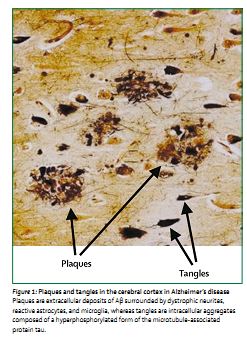 Plaques
Tangles
Figure 1: Plaques and tangles in the cerebral cortex in Alzheimer's disease
Plaques are extracellular deposits of Aβ surrounded by dystrophic neurites,
reactive astrocytes, and microglia, whereas tangles are intracellular aggregates
composed of a hyperphosphorylated form of the microtubule-associated
protein tau.